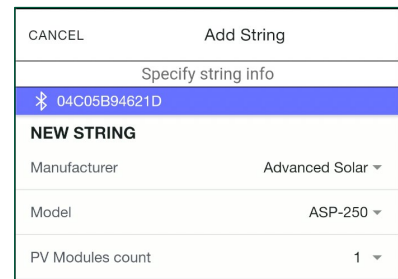 CANCEL Add String
Specify string info
04C05B94621D
NEW STRING
Manufacturer Advanced Solar
Model ASP-250
PV Modules count 1